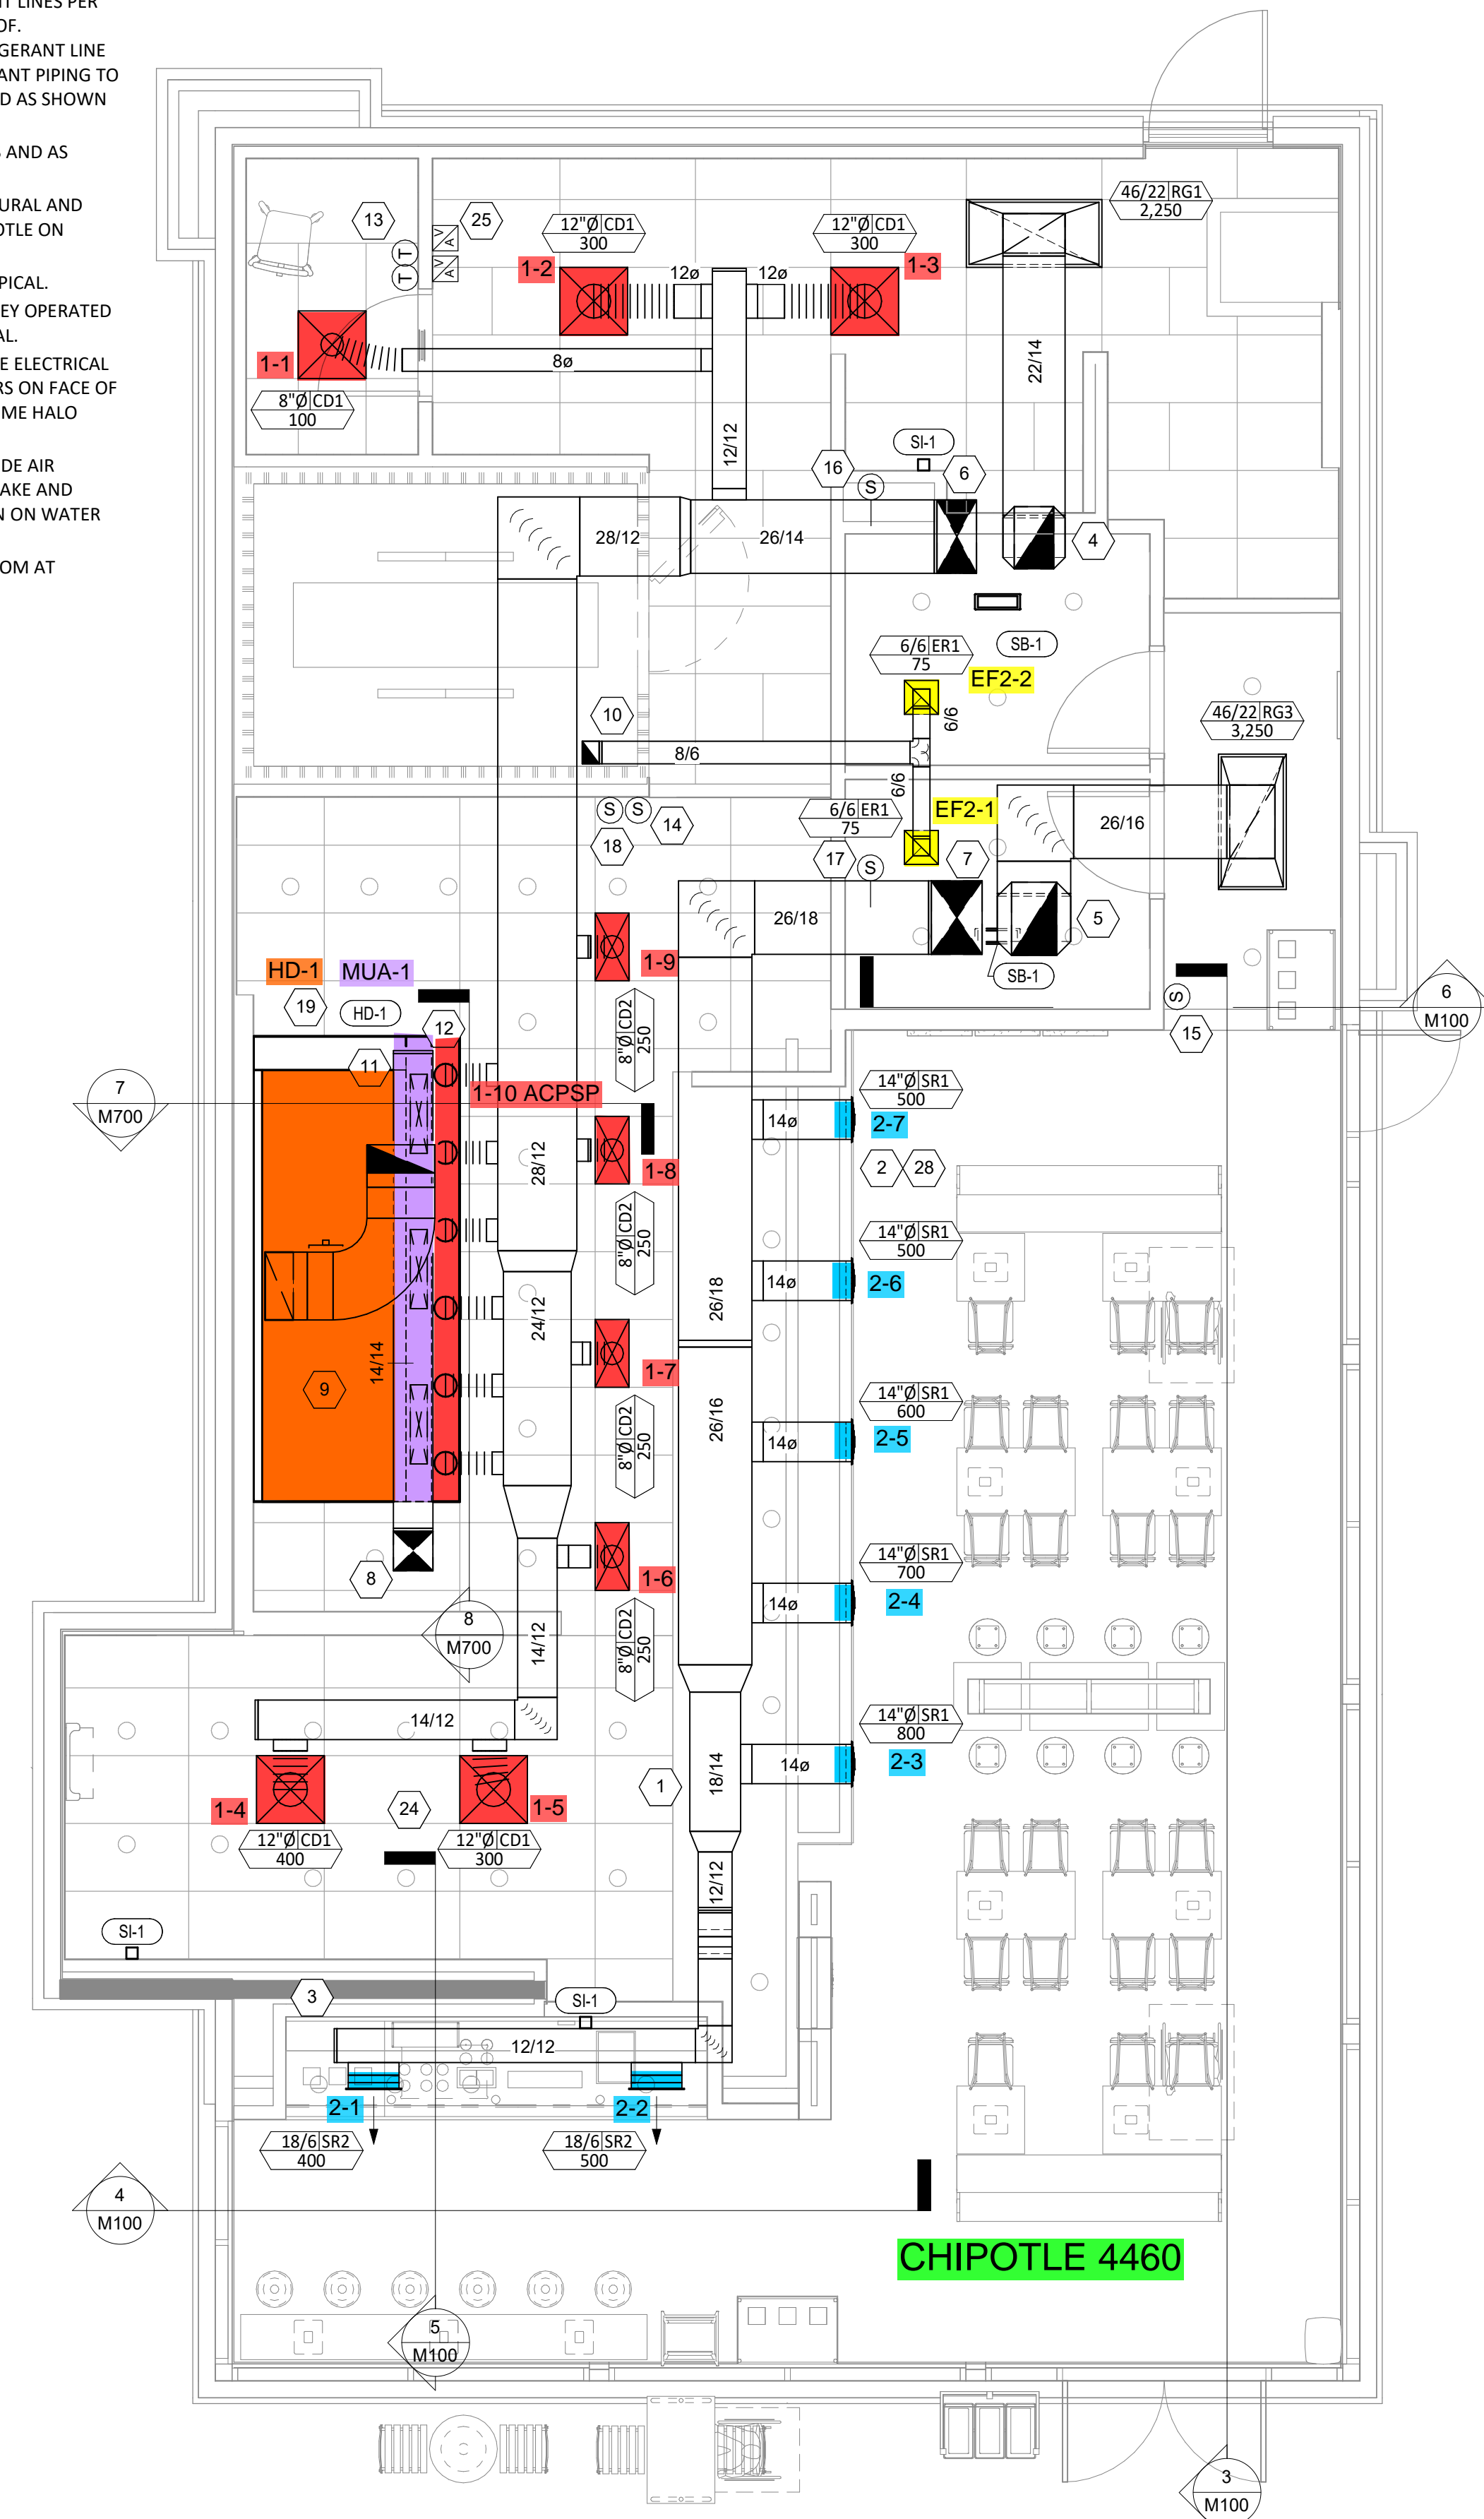 T LINES PER
OF.
GERANT LINE
ANT PIPING TO
D AS SHOWN
AND AS
URAL AND
OTLE ON
PICAL.
EY OPERATED
AL.
E ELECTRICAL
RS ON FACE OF
ME HALO
DE AIR
AKE AND
N ON WATER
OM AT
46/22 RG1
2,250
13
25
12"Ø CD1
300
12"Ø CD1
300
T
T
V
A
V
A
1-2
12ø
12ø
1-3
1-1
8ø
22/14
8"Ø CD1
100
12/12
SI-1
16
6
S
28/12
26/14
4
6/6 ER1
75
SB-1
EF2-2
10
6/6
46/22 RG3
3,250
8/6
6/6
6/6 ER1
75
EF2-1
26/16
S
S
14
18
17
S
7
26/18
5
1-9
HD-1
MUA-1
SB-1
19
HD-1
12
8"Ø CD2
250
S
15
6
M100
11
7
M700
1-10 ACPSP
14ø
14"Ø SR1
500
2-7
28/12
1-8
2
28
8"Ø CD2
250
14"Ø SR1
500
14ø
2-6
26/18
24/12
14/14
9
1-7
26/16
14"Ø SR1
600
14ø
2-5
8"Ø CD2
250
14"Ø SR1
700
8
1-6
14ø
2-4
8
M700
14/12
8"Ø CD2
250
14/12
14"Ø SR1
800
14ø
2-3
18/14
1
1-4
24
1-5
12"Ø CD1
400
12"Ø CD1
300
12/12
SI-1
3
SI-1
12/12
2-1
2-2
18/6 SR2
400
18/6 SR2
500
4
M100
CHIPOTLE 4460
5
M100
3
M100